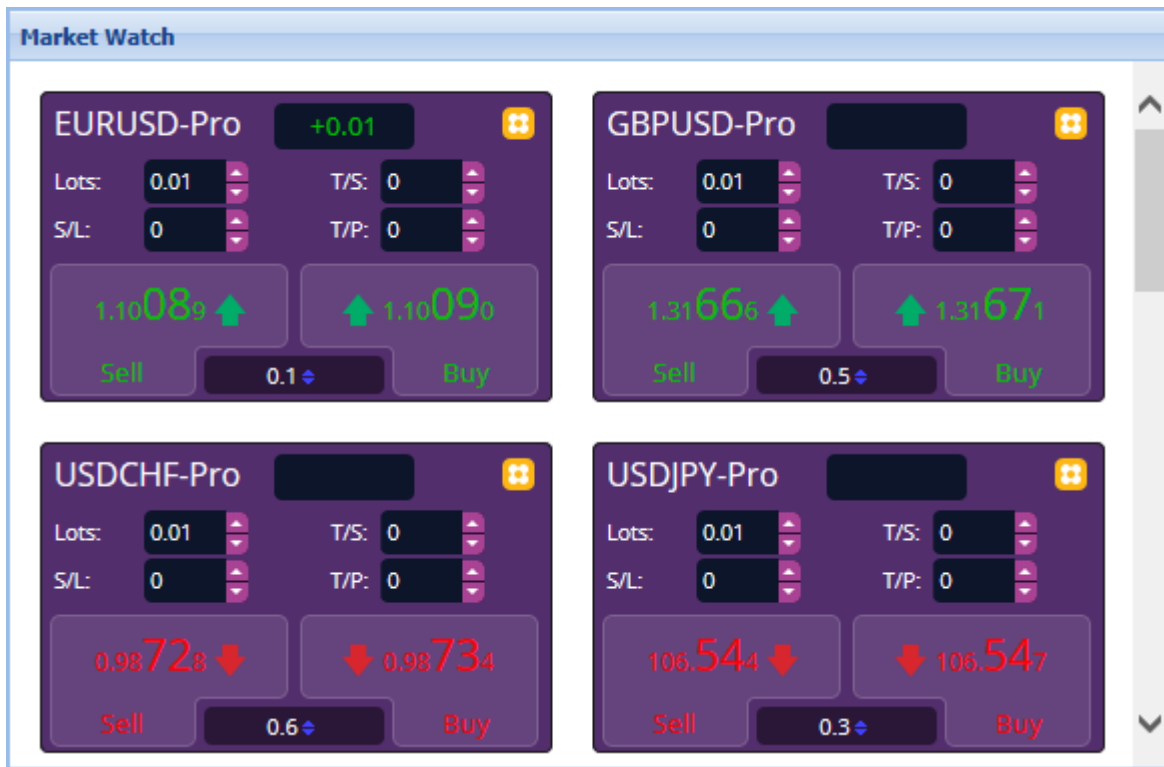 Market Watch
EURUSD-Pro +0.01
Lots: 0.01 T/S: 0
S/L: 0 T/P: 0
1.10089 1.10090
Sell 0.1 Buy
GBPUSD-Pro
Lots: 0.01 T/S: 0
S/L: 0 T/P: 0
1.31666 1.31671
Sell 0.5 Buy
USDCHF-Pro
Lots: 0.01 T/S: 0
S/L: 0 T/P: 0
0.98728 0.98734
Sell 0.6 Buy
USDJPY-Pro
Lots: 0.01 T/S: 0
S/L: 0 T/P: 0
106.544 106.547
Sell 0.3 Buy